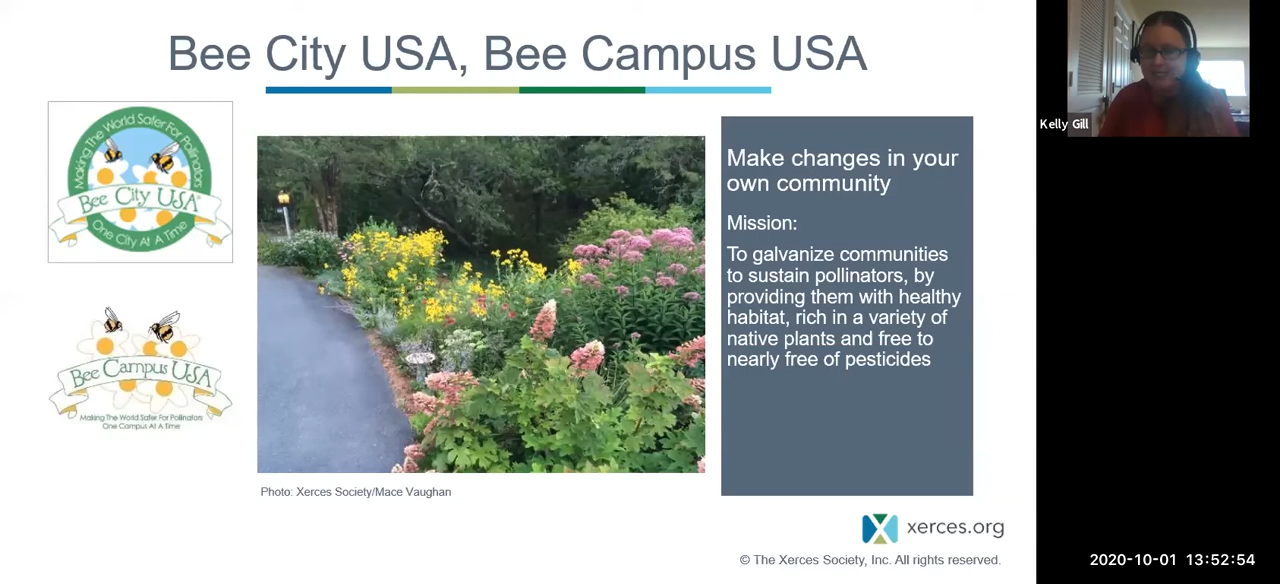 Bee City USA, Bee Campus USA
Making The World Safer For Pollinators
Bee City USA®
One City At A Time
Bee Campus USA
Making The World Safer For Pollinators
One Campus At A Time
Photo: Xerces Society/Mace Vaughan
Make changes in your
own community
Mission:
To galvanize communities
to sustain pollinators, by
providing them with healthy
habitat, rich in a variety of
native plants and free to
nearly free of pesticides
xerces.org
© The Xerces Society, Inc. All rights reserved.
Kelly Gill
2020-10-01 13:52:54